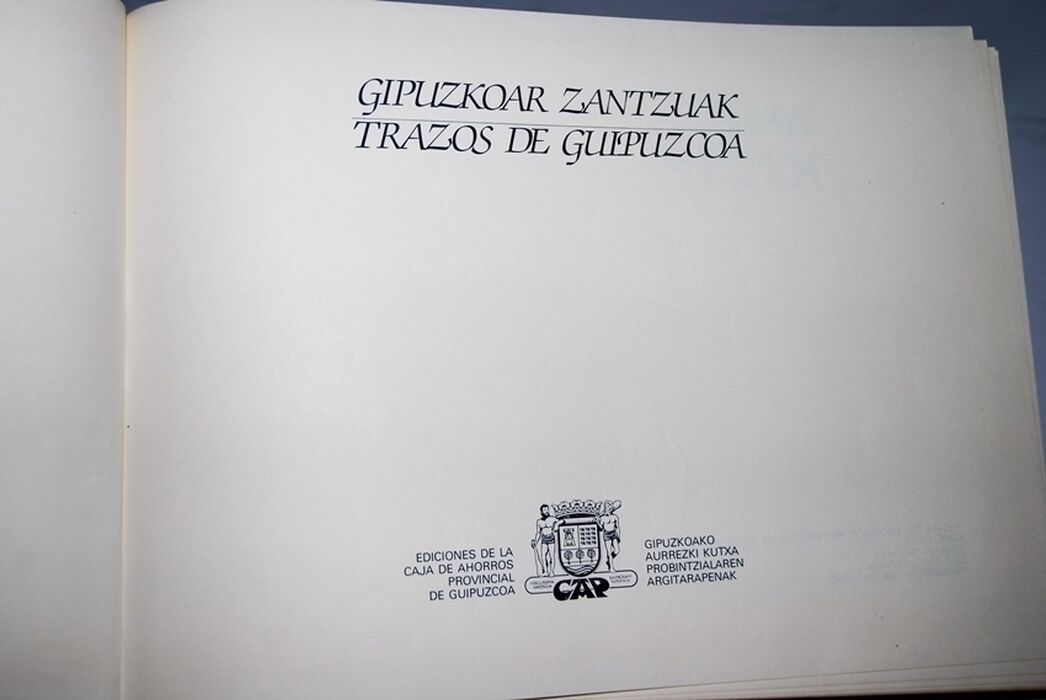 GIPUZKOAR ZANTZUAK
TRAZOS DE GUIPUZCOA
EDICIONES DE LA
CAJA DE AHORROS
PROVINCIAL
DE GUIPUZCOA
CAP
GIPUZKOAKO
AURREZKI KUTXA
PROBINTZIALAREN
ARGITARAPENAK